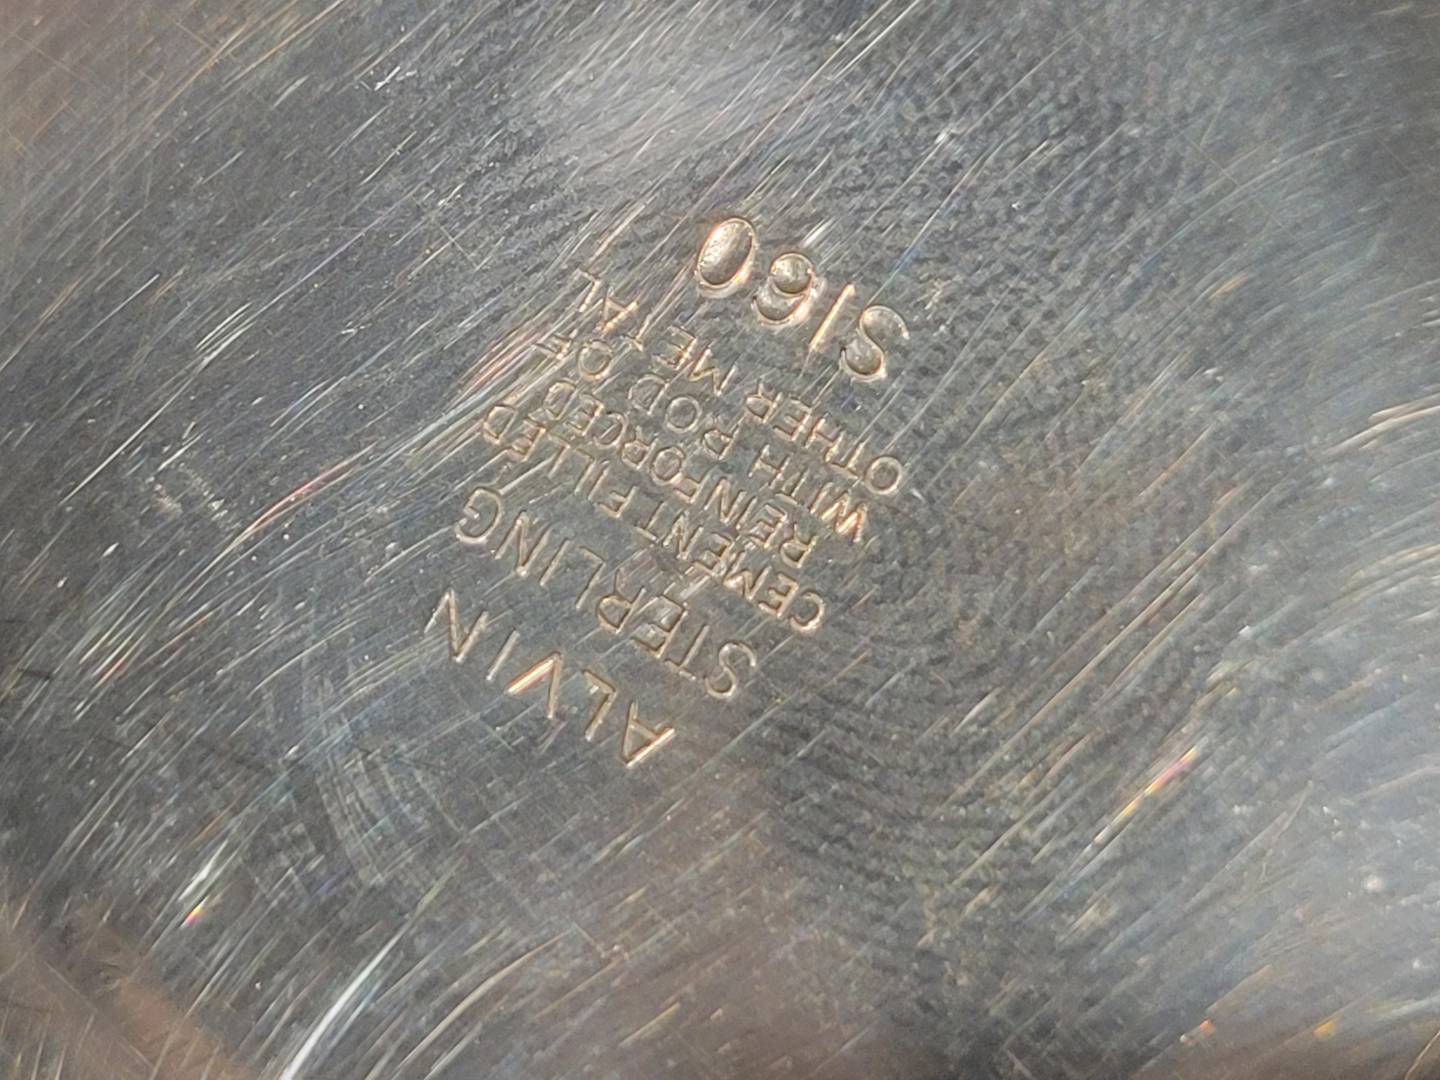 ALVIN
STERLING
CEMENT FILLED
REINFORCED
WITH ROD OF
OTHER METAL
S160